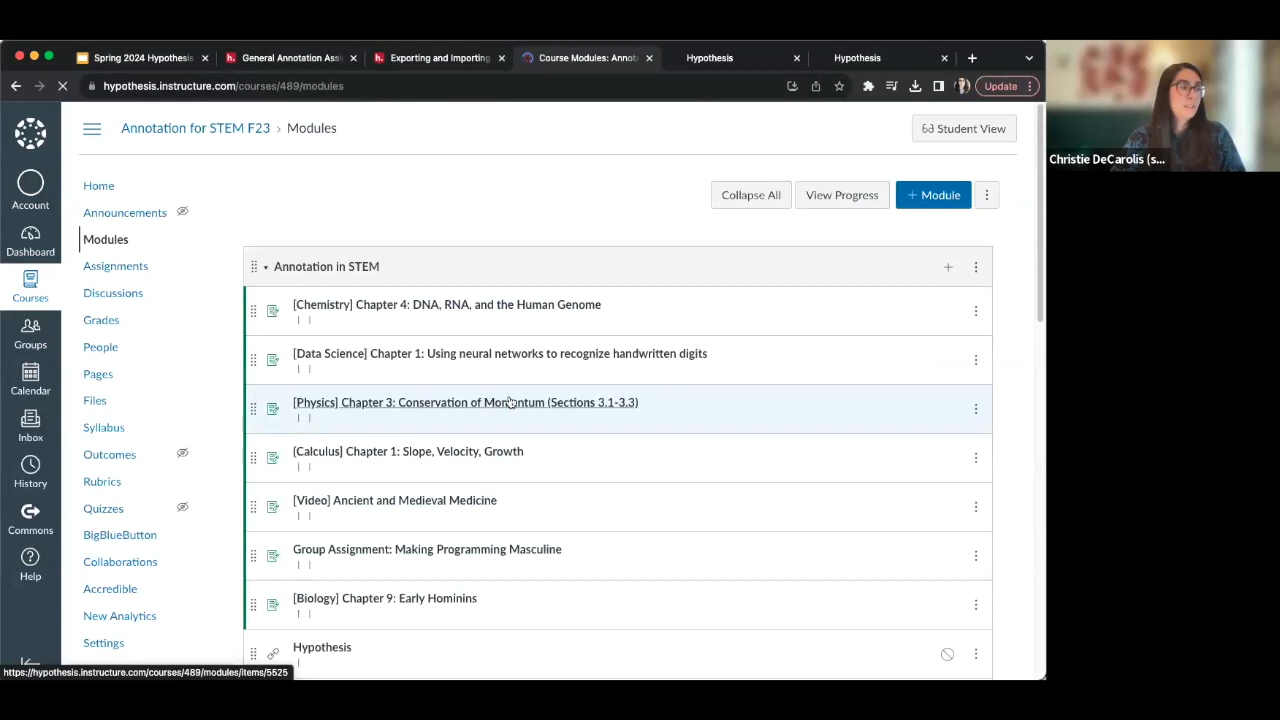 Spring 2024 Hypothesis
General Annotation Assi
Exporting and Importing
Course Modules: Annota
Hypothesis
Hypothesis
hypothesis.instructure.com/courses/489/modules
Update
Annotation for STEM F23 › Modules
Student View
Account
Dashboard
Courses
Groups
Calendar
Inbox
History
Commons
Help
Home
Announcements
Modules
Assignments
Discussions
Grades
People
Pages
Files
Syllabus
Outcomes
Rubrics
Quizzes
BigBlueButton
Collaborations
Accredible
New Analytics
Settings
Collapse All
View Progress
+ Module
Annotation in STEM
[Chemistry] Chapter 4: DNA, RNA, and the Human Genome
[Data Science] Chapter 1: Using neural networks to recognize handwritten digits
[Physics] Chapter 3: Conservation of Momentum (Sections 3.1-3.3)
[Calculus] Chapter 1: Slope, Velocity, Growth
[Video] Ancient and Medieval Medicine
Group Assignment: Making Programming Masculine
[Biology] Chapter 9: Early Hominins
Hypothesis
https://hypothesis.instructure.com/courses/489/modules/items/5525
Christie DeCarolis (s...